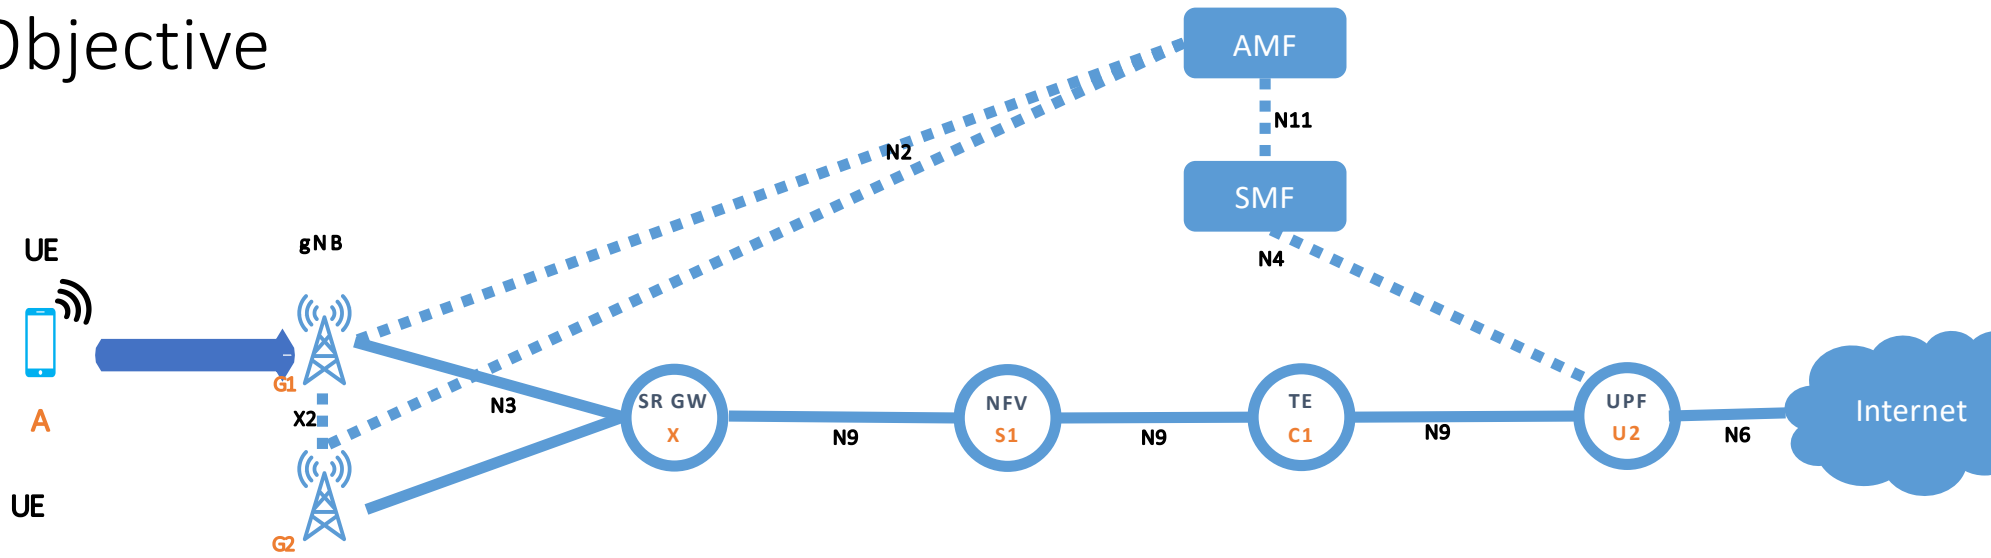 Objective
AMF
N11
N2
SMF
UE
gNB
N4
G1
A
X2
N3
SR GW
X
NFV
S1
TE
C1
UPF
U2
Internet
N9
N9
N9
N6
UE
G2